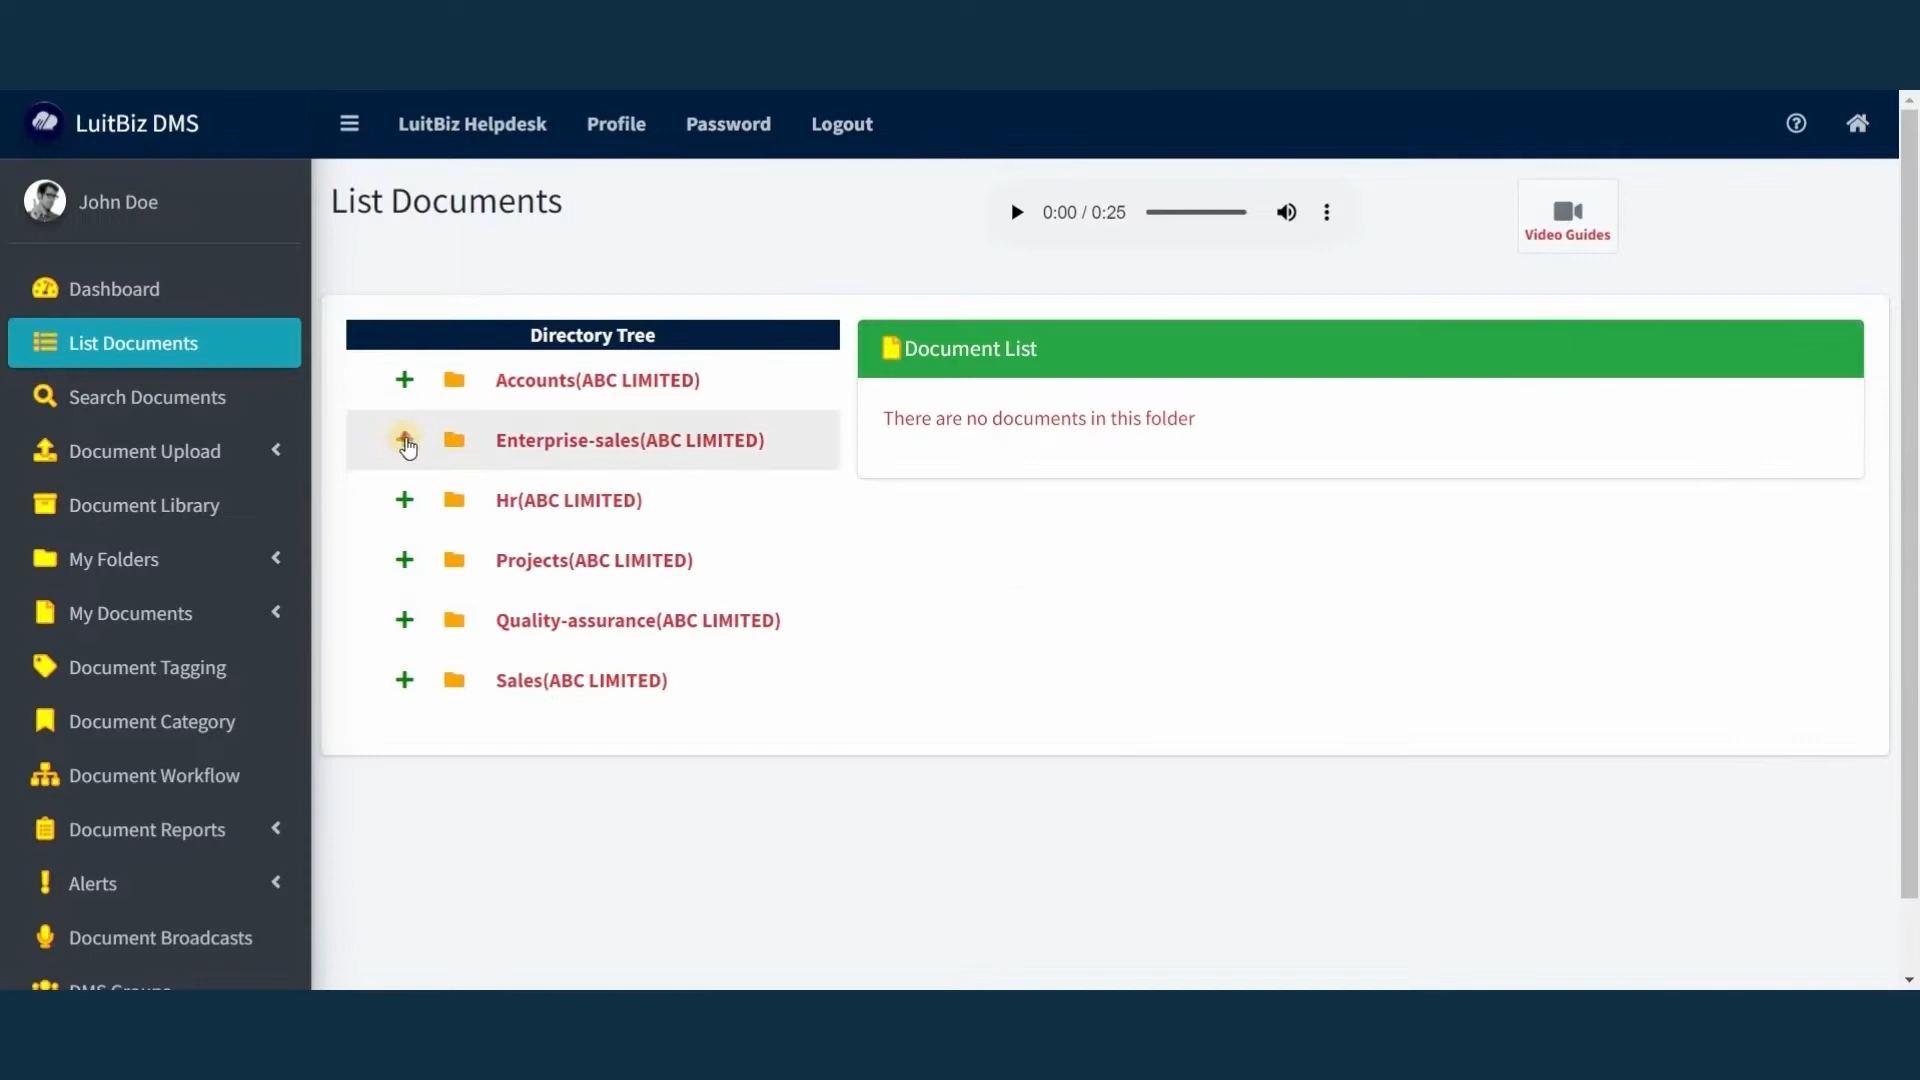 LuitBiz DMS
LuitBiz Helpdesk
Profile
Password
Logout
John Doe
Dashboard
List Documents
Search Documents
Document Upload
Document Library
My Folders
My Documents
Document Tagging
Document Category
Document Workflow
Document Reports
Alerts
Document Broadcasts
DMS Groups
List Documents
0:00 / 0:25
Video Guides
Directory Tree
Accounts(ABC LIMITED)
Enterprise-sales(ABC LIMITED)
Hr(ABC LIMITED)
Projects(ABC LIMITED)
Quality-assurance(ABC LIMITED)
Sales(ABC LIMITED)
Document List
There are no documents in this folder